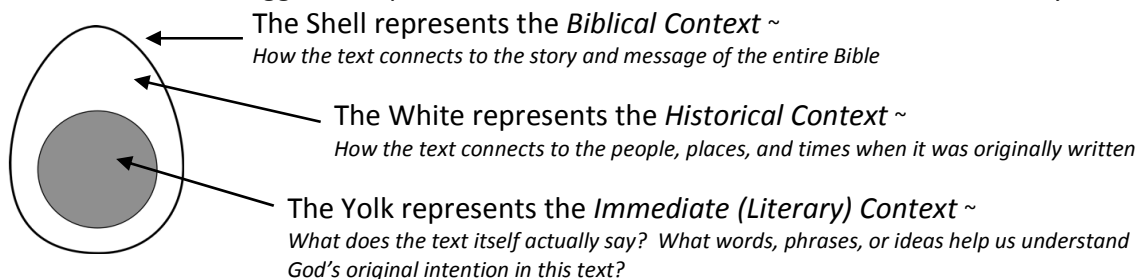 The Shell represents the Biblical Context ~
How the text connects to the story and message of the entire Bible
The White represents the Historical Context ~
How the text connects to the people, places, and times when it was originally written
The Yolk represents the Immediate (Literary) Context ~
What does the text itself actually say?  What words, phrases, or ideas help us understand
God's original intention in this text?